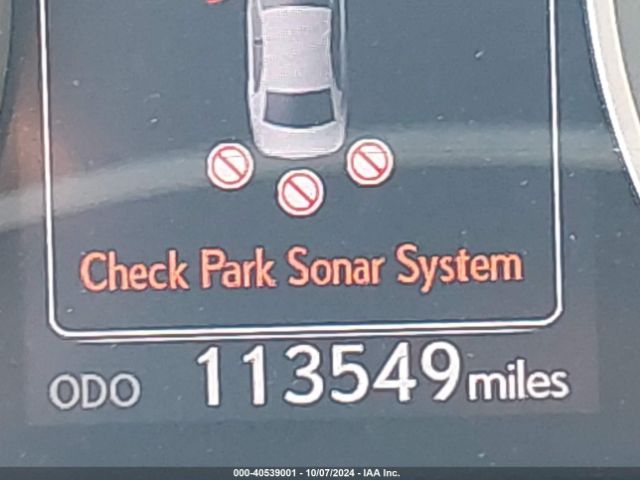 Check Park Sonar System
ODO 113549 miles
000-40539001 - 10/07/2024 - IAA Inc.